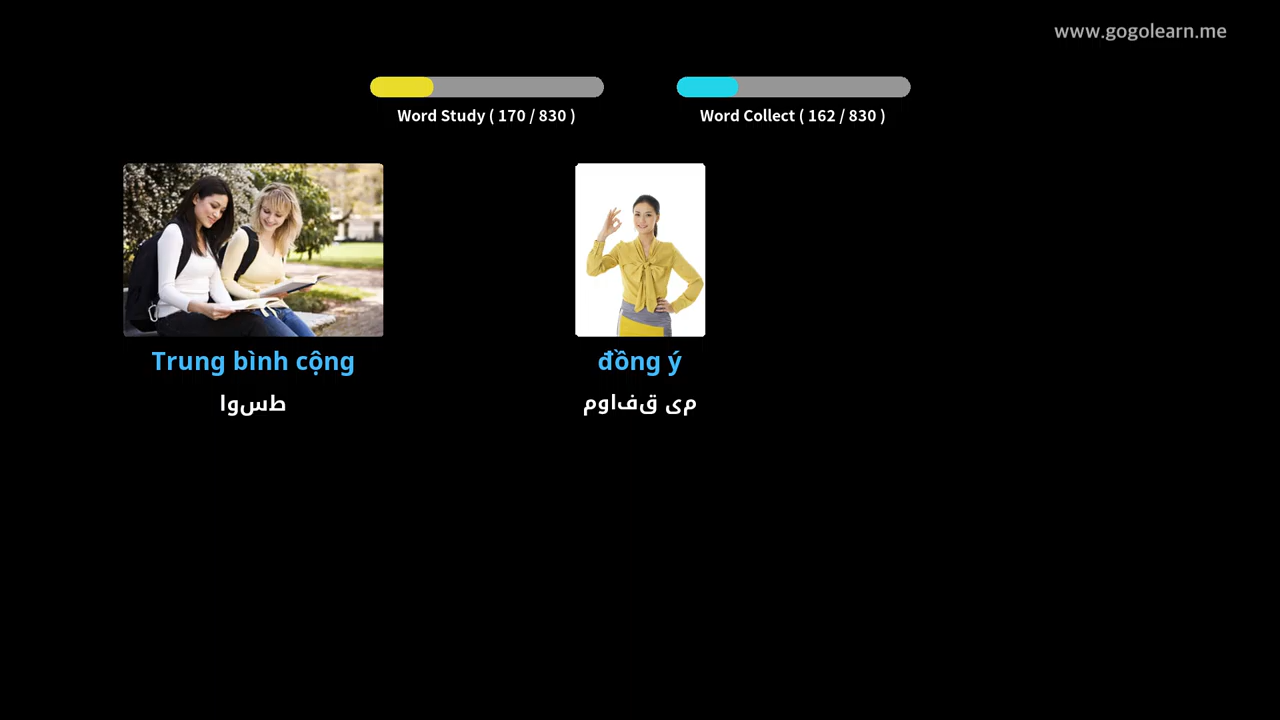 www.gogolearn.me
Word Study ( 170 / 830 )
Word Collect ( 162 / 830 )
Trung bình cộng
طسوا
đồng ý
می قفاوم